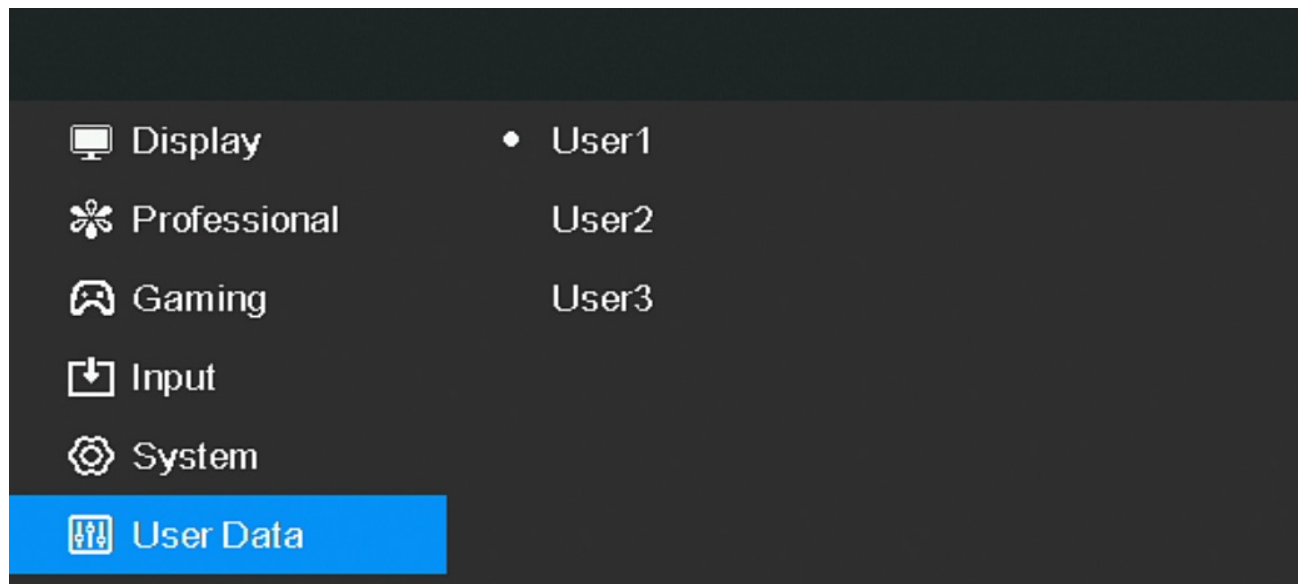 Display
Professional
Gaming
Input
System
User Data
User1
User2
User3